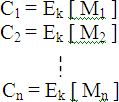 C₁ = Eₖ [ M₁ ]
C₂ = Eₖ [ M₂ ]
Cₙ = Eₖ [ Mₙ ]